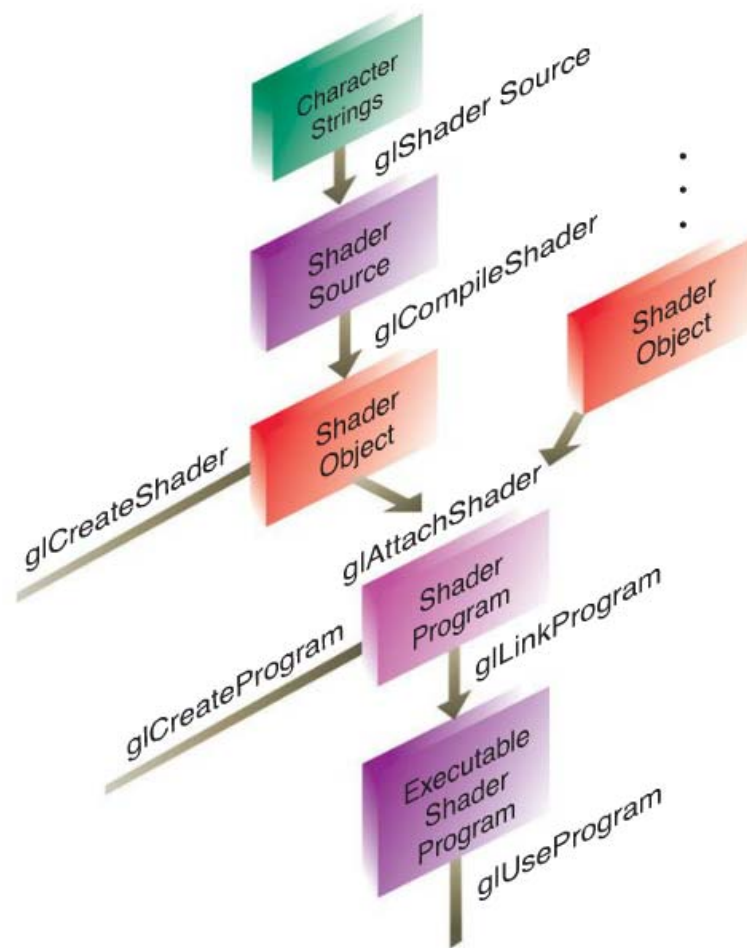 Character
Strings
glShader Source
Shader
Source
glCompileShader
Shader
Object
Shader
Object
glCreateShader
glAttachShader
Shader
Program
glCreateProgram
glLinkProgram
Executable
Shader
Program
glUseProgram